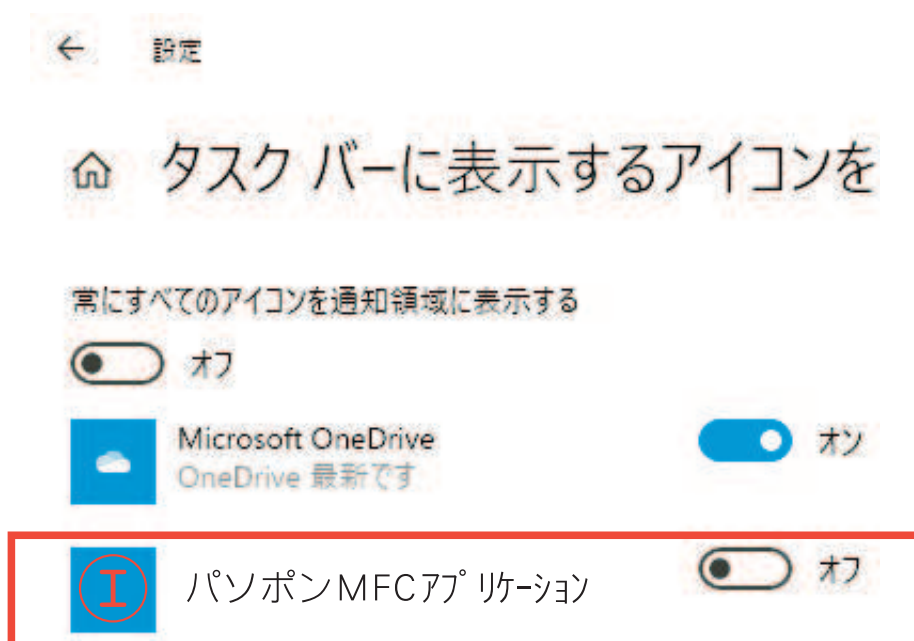 設定
タスク バーに表示するアイコンを
常にすべてのアイコンを通知領域に表示する
オフ
Microsoft OneDrive
オン
OneDrive 最新です
I
パソポンMFCアプリケーション
オフ